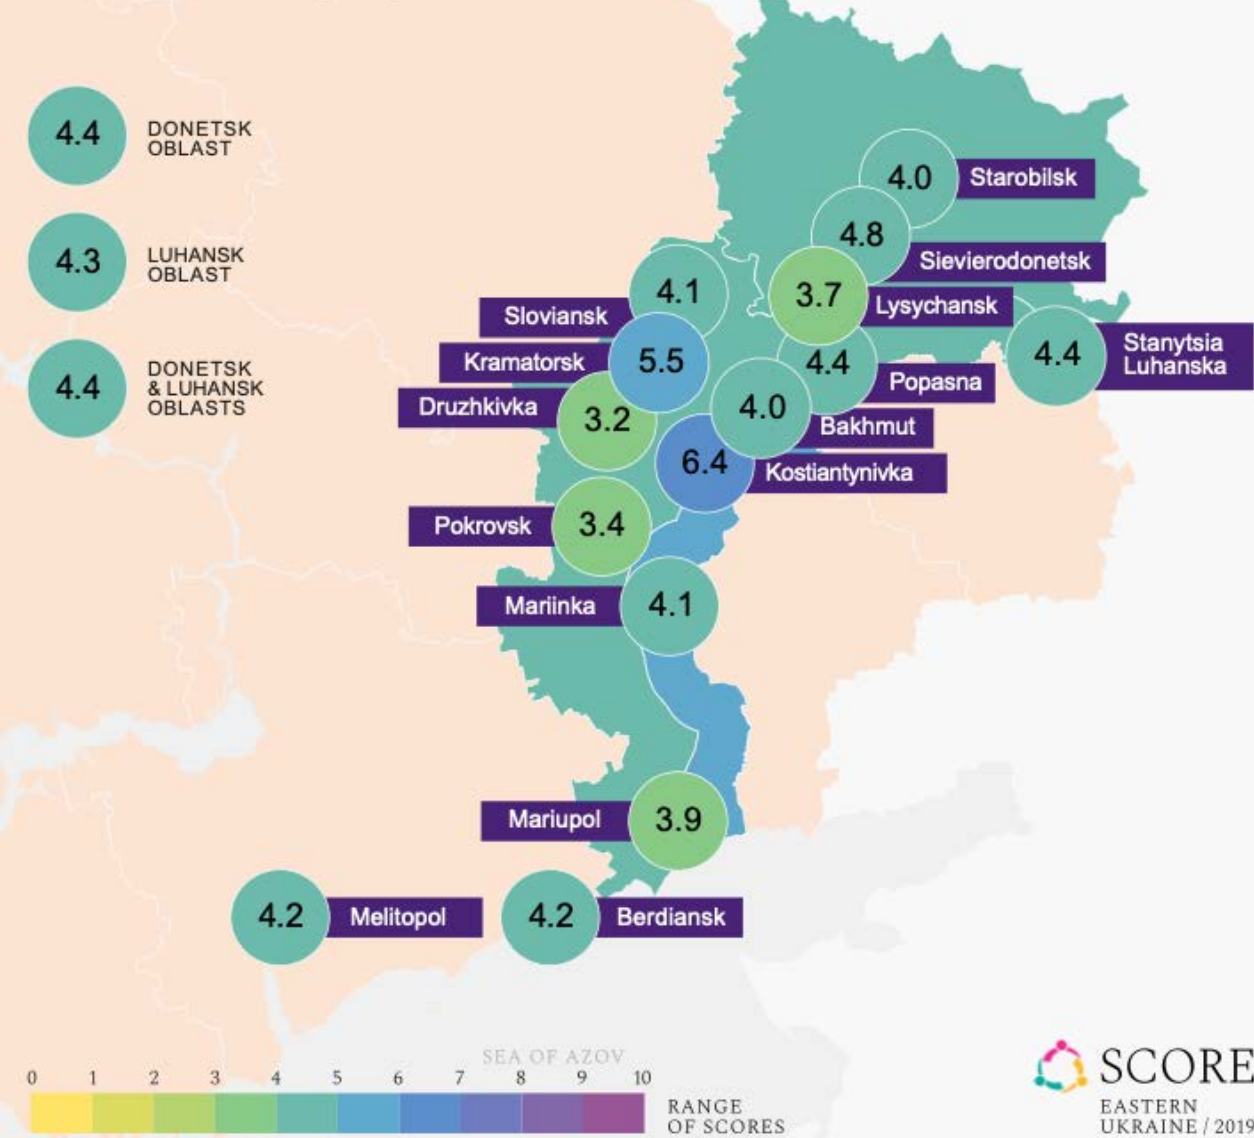 4.4
DONETSK
OBLAST
4.3
LUHANSK
OBLAST
4.4
DONETSK
& LUHANSK
OBLASTS
4.0
Starobilsk
4.8
Sievierodonetsk
4.1
Sloviansk
3.7
Lysychansk
5.5
Kramatorsk
4.4
Popasna
4.4
Stanytsia
Luhanska
3.2
Druzhkivka
4.0
Bakhmut
6.4
Kostiantynivka
3.4
Pokrovsk
4.1
Mariinka
3.9
Mariupol
4.2
Melitopol
4.2
Berdiansk
SEA OF AZOV
0 1 2 3 4 5 6 7 8 9 10
RANGE
OF SCORES
SCORE
EASTERN
UKRAINE / 2019